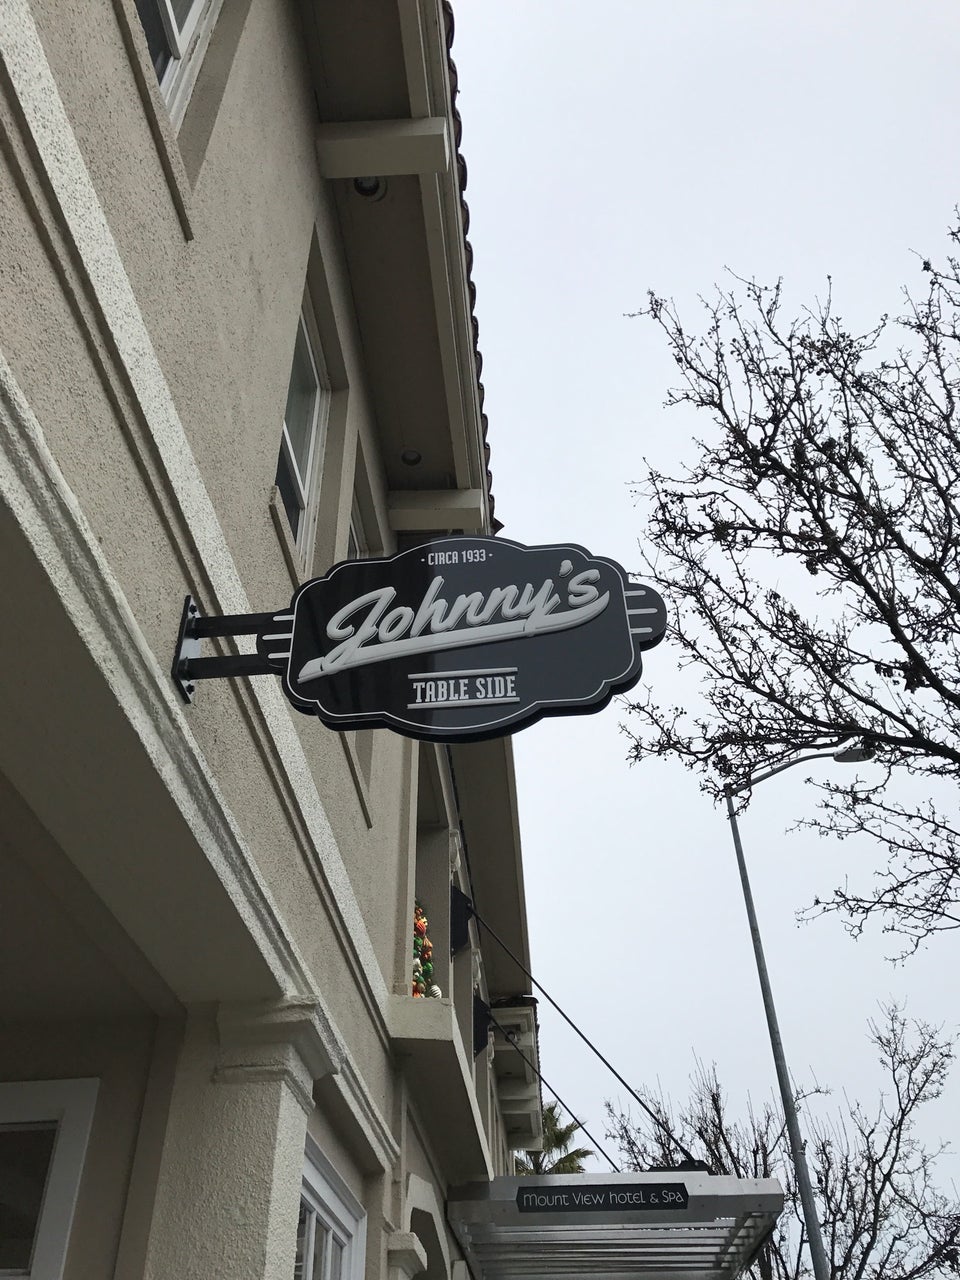 - CIRCA 1933 -
Johnny's
TABLE SIDE
Mount View Hotel & Spa